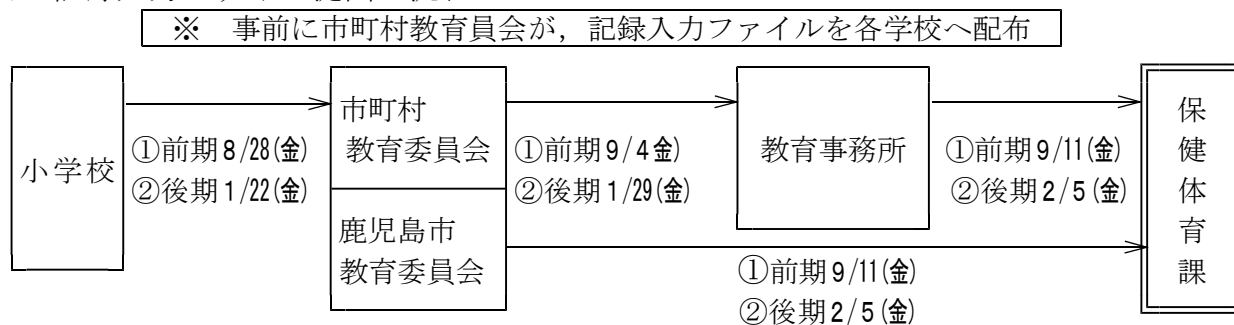 ※ 事前に市町村教育員会が，記録入力ファイルを各学校へ配布
小学校
①前期8/28(金)
②後期1/22(金)
市町村
教育委員会
①前期9/4金)
②後期1/29(金)
教育事務所
①前期9/11(金)
②後期2/5(金)
鹿児島市
教育委員会
①前期9/11(金)
②後期2/5(金)
保健体育課